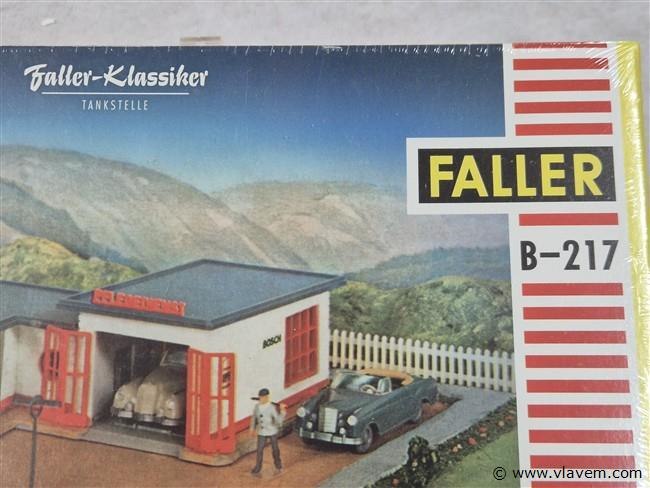 Faller-Klassiker
TANKSTELLE
FALLER
B-217
BOSCH
© www.vlavem.com